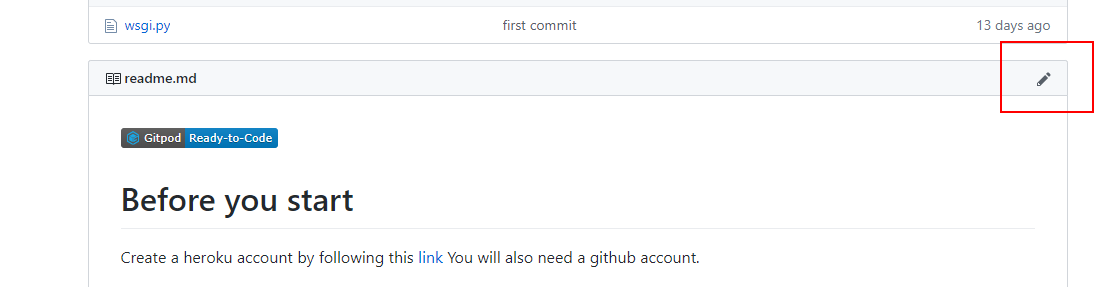 wsgi.py first commit 13 days ago
readme.md
Gitpod Ready-to-Code
Before you start
Create a heroku account by following this link You will also need a github account.